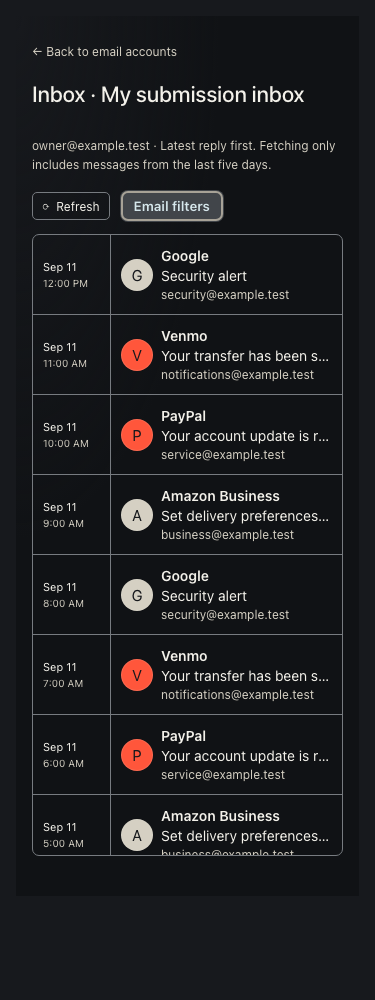 ← Back to email accounts
Inbox · My submission inbox
owner@example.test · Latest reply first. Fetching only
includes messages from the last five days.
⟳ Refresh
Email filters
Sep 11
12:00 PM
G
Google
Security alert
security@example.test
Sep 11
11:00 AM
V
Venmo
Your transfer has been s...
notifications@example.test
Sep 11
10:00 AM
P
PayPal
Your account update is r...
service@example.test
Sep 11
9:00 AM
A
Amazon Business
Set delivery preferences...
business@example.test
Sep 11
8:00 AM
G
Google
Security alert
security@example.test
Sep 11
7:00 AM
V
Venmo
Your transfer has been s...
notifications@example.test
Sep 11
6:00 AM
P
PayPal
Your account update is r...
service@example.test
Sep 11
5:00 AM
A
Amazon Business
Set delivery preferences...
business@example.test